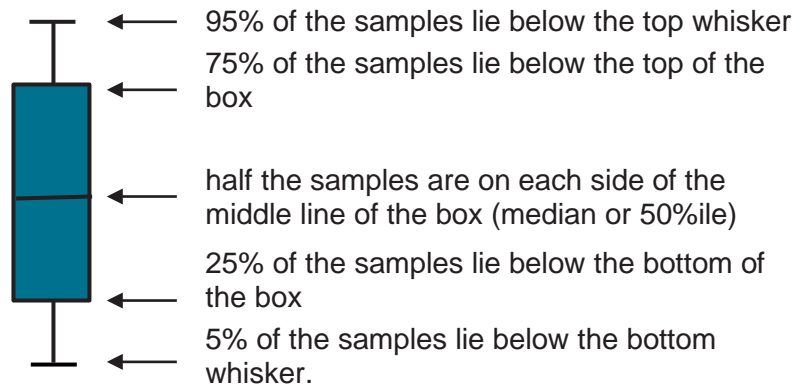 95% of the samples lie below the top whisker
75% of the samples lie below the top of the
box
half the samples are on each side of the
middle line of the box (median or 50%ile)
25% of the samples lie below the bottom of
the box
5% of the samples lie below the bottom
whisker.